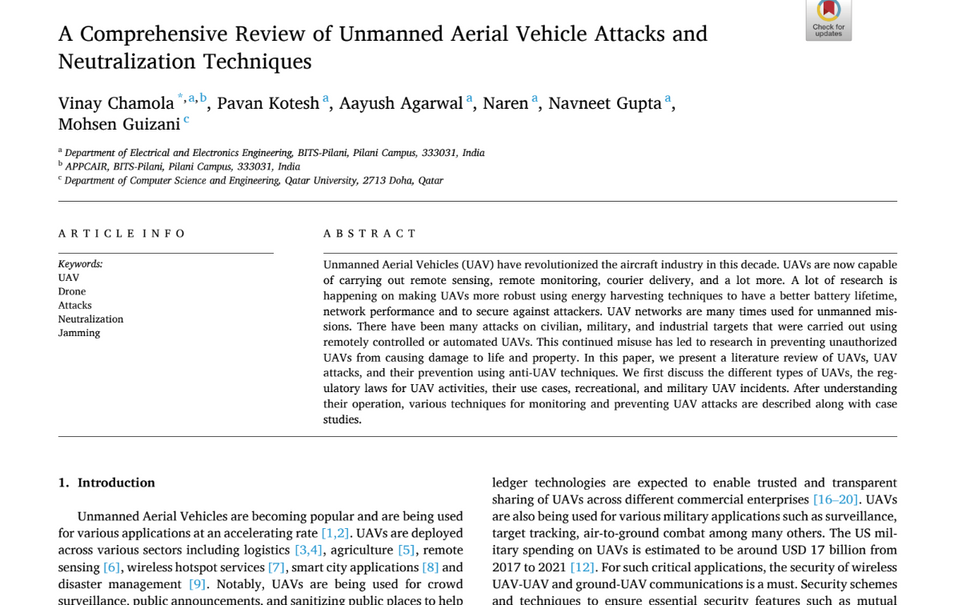 Check for
updates
A Comprehensive Review of Unmanned Aerial Vehicle Attacks and
Neutralization Techniques
Vinay Chamola *,a,b, Pavan Kotesh a, Aayush Agarwal a, Naren a, Navneet Gupta a,
Mohsen Guizani c
a Department of Electrical and Electronics Engineering, BITS-Pilani, Pilani Campus, 333031, India
b APPCAIR, BITS-Pilani, Pilani Campus, 333031, India
c Department of Computer Science and Engineering, Qatar University, 2713 Doha, Qatar
ARTICLE INFO
Keywords:
UAV
Drone
Attacks
Neutralization
Jamming
ABSTRACT
Unmanned Aerial Vehicles (UAV) have revolutionized the aircraft industry in this decade. UAVs are now capable
of carrying out remote sensing, remote monitoring, courier delivery, and a lot more. A lot of research is
happening on making UAVs more robust using energy harvesting techniques to have a better battery lifetime,
network performance and to secure against attackers. UAV networks are many times used for unmanned mis-
sions. There have been many attacks on civilian, military, and industrial targets that were carried out using
remotely controlled or automated UAVs. This continued misuse has led to research in preventing unauthorized
UAVs from causing damage to life and property. In this paper, we present a literature review of UAVs, UAV
attacks, and their prevention using anti-UAV techniques. We first discuss the different types of UAVs, the reg-
ulatory laws for UAV activities, their use cases, recreational, and military UAV incidents. After understanding
their operation, various techniques for monitoring and preventing UAV attacks are described along with case
studies.
1. Introduction
Unmanned Aerial Vehicles are becoming popular and are being used
for various applications at an accelerating rate [1,2]. UAVs are deployed
across various sectors including logistics [3,4], agriculture [5], remote
sensing [6], wireless hotspot services [7], smart city applications [8] and
disaster management [9]. Notably, UAVs are being used for crowd
surveillance, public announcements, and sanitizing public places to help
ledger technologies are expected to enable trusted and transparent
sharing of UAVs across different commercial enterprises [16–20]. UAVs
are also being used for various military applications such as surveillance,
target tracking, air-to-ground combat among many others. The US mil-
itary spending on UAVs is estimated to be around USD 17 billion from
2017 to 2021 [12]. For such critical applications, the security of wireless
UAV-UAV and ground-UAV communications is a must. Security schemes
and techniques to ensure essential security features such as mutual